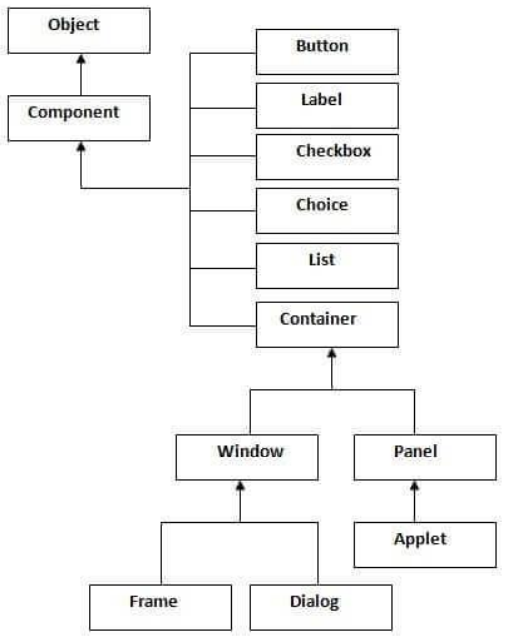 Object
Component
Button
Label
Checkbox
Choice
List
Container
Window
Panel
Applet
Frame
Dialog